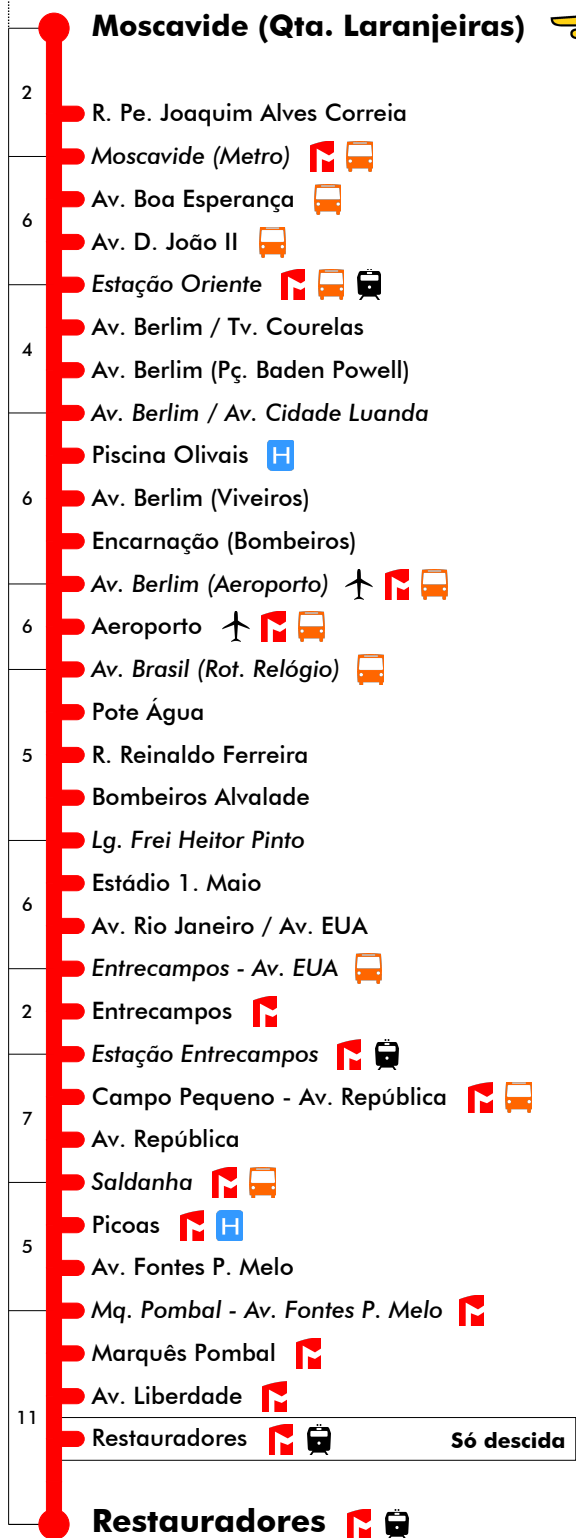 Moscavide (Qta. Laranjeiras)
2
R. Pe. Joaquim Alves Correia
Moscavide (Metro)
Av. Boa Esperança
6
Av. D. João II
Estação Oriente
Av. Berlim / Tv. Courelas
4
Av. Berlim (Pç. Baden Powell)
Av. Berlim / Av. Cidade Luanda
Piscina Olivais H
6
Av. Berlim (Viveiros)
Encarnação (Bombeiros)
Av. Berlim (Aeroporto)
6
Aeroporto
Av. Brasil (Rot. Relógio)
Pote Água
5
R. Reinaldo Ferreira
Bombeiros Alvalade
Lg. Frei Heitor Pinto
Estádio 1. Maio
6
Av. Rio Janeiro / Av. EUA
Entrecampos - Av. EUA
2
Entrecampos
Estação Entrecampos
Campo Pequeno - Av. República
7
Av. República
Saldanha
Picoas H
5
Av. Fontes P. Melo
Mq. Pombal - Av. Fontes P. Melo
Marquês Pombal
Av. Liberdade
11
Restauradores Só descida
Restauradores